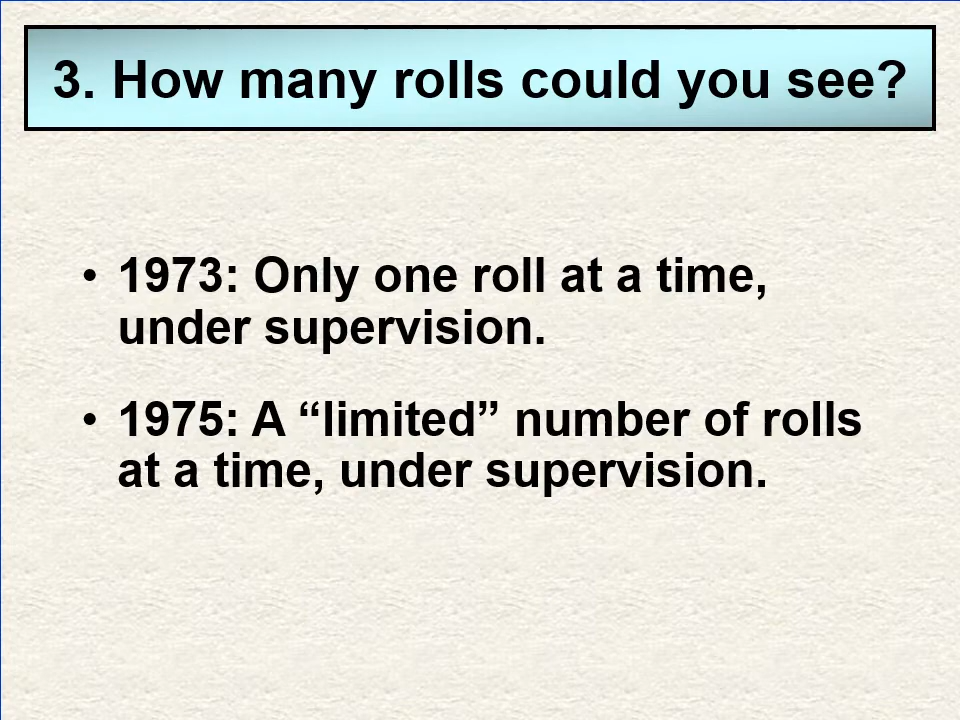 3. How many rolls could you see?
• 1973: Only one roll at a time,
under supervision.
• 1975: A “limited” number of rolls
at a time, under supervision.